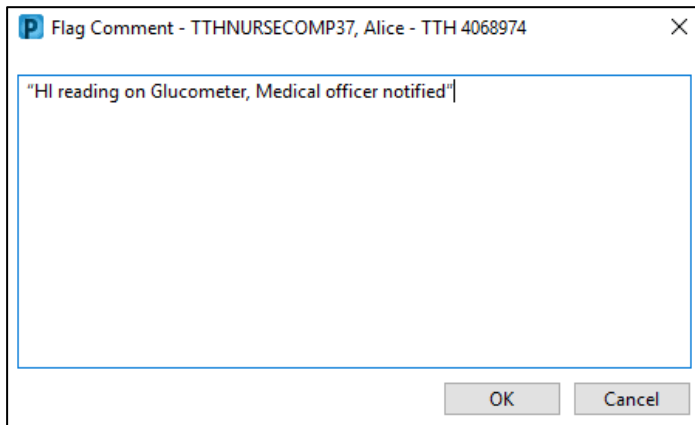 P Flag Comment - TTHNURSECOMP37, Alice - TTH 4068974
"HI reading on Glucometer, Medical officer notified"
OK Cancel